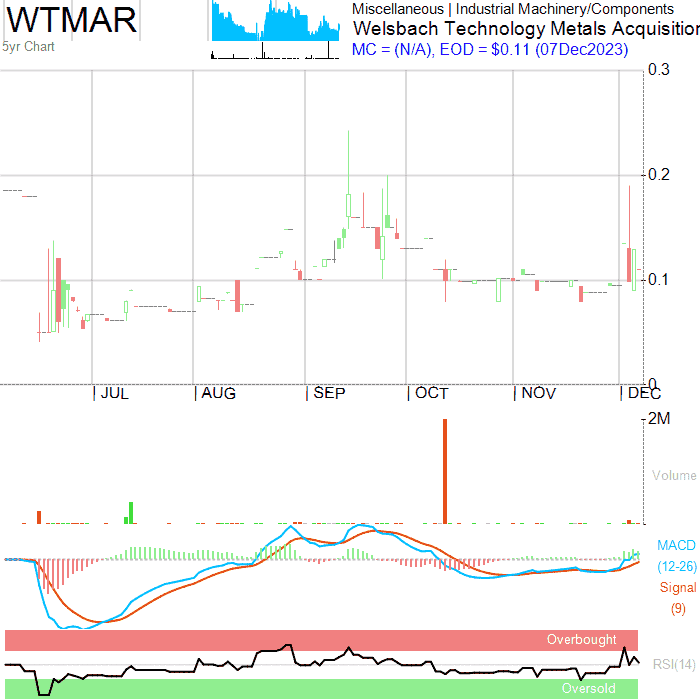 WTMAR
5yr Chart
Miscellaneous | Industrial Machinery/Components
Welsbach Technology Metals Acquisition
MC = (N/A), EOD = $0.11 (07Dec2023)
0.3
0.2
0.1
0
JUL AUG SEP OCT NOV DEC
2M
Volume
MACD
(12-26)
Signal
(9)
Overbought
RSI(14)
Oversold